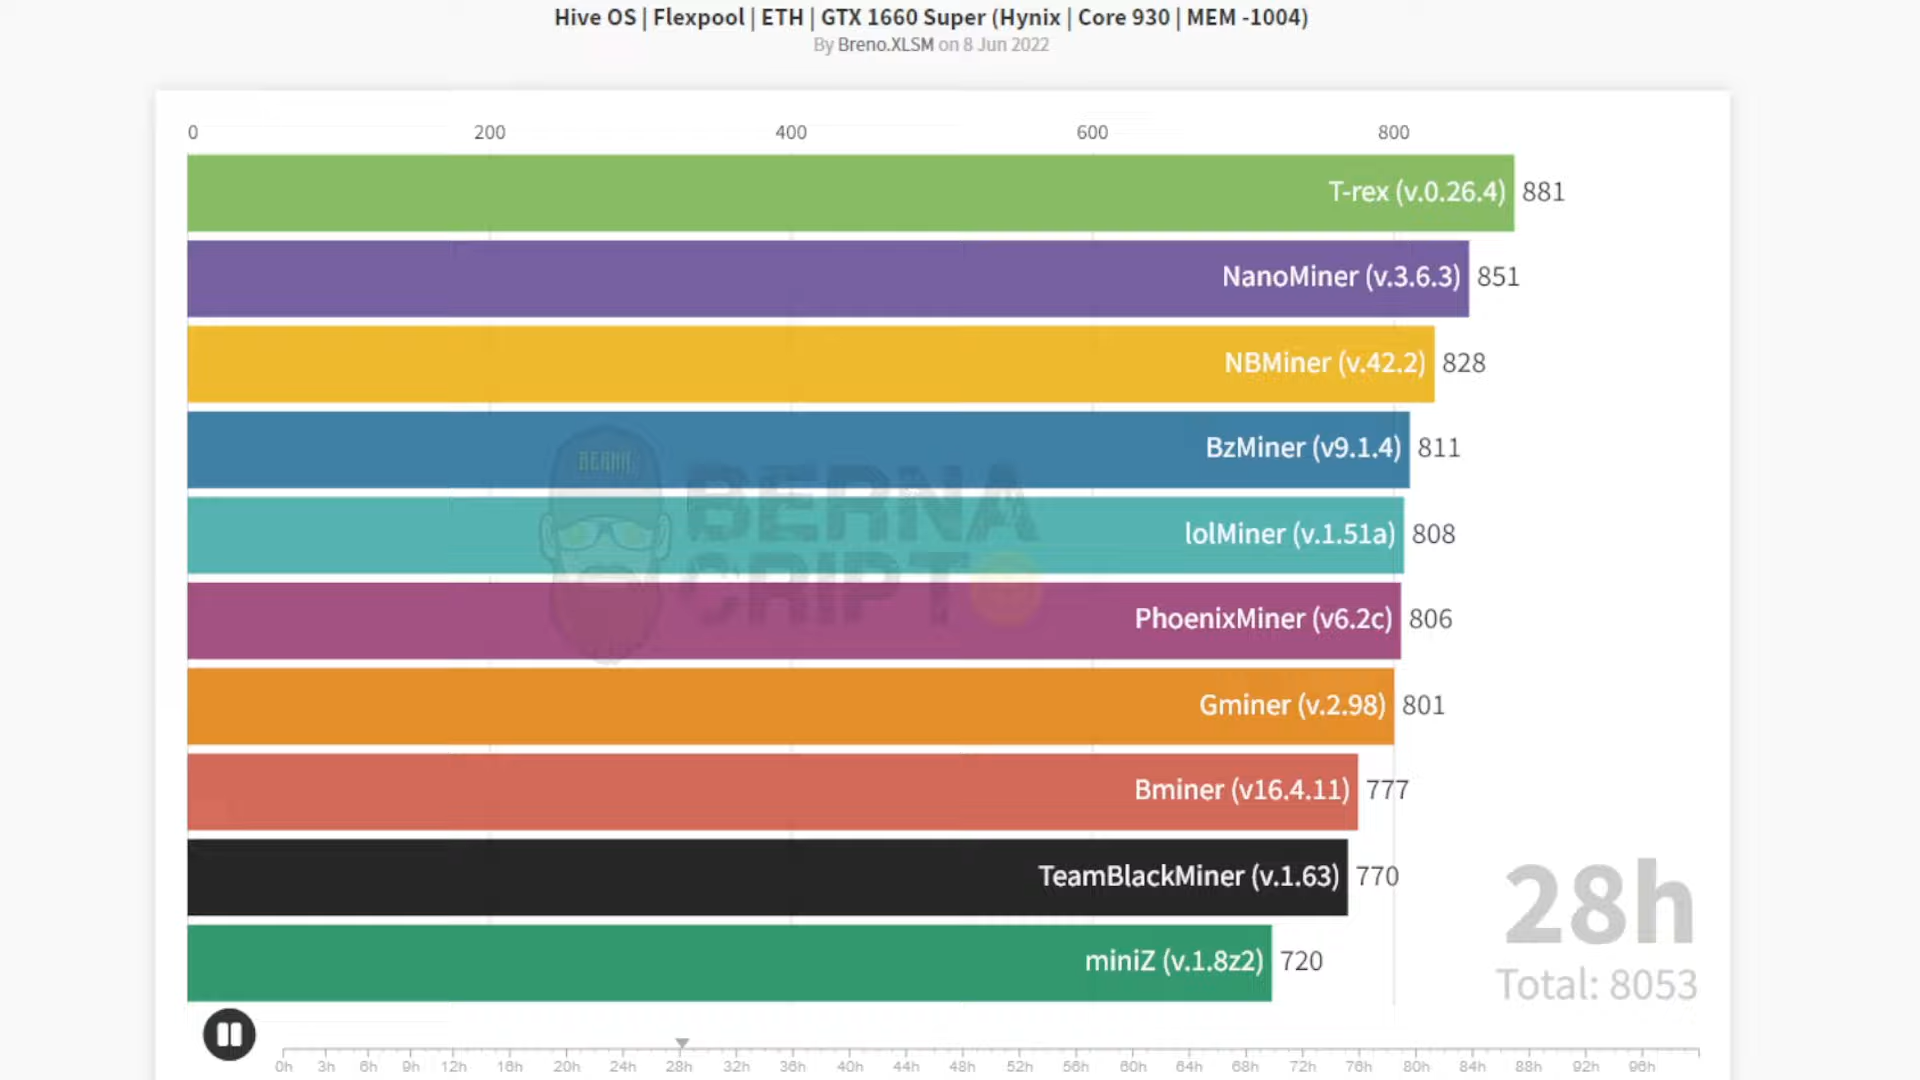 Hive OS | Flexpool | ETH | GTX 1660 Super (Hynix | Core 930 | MEM -1004)
By Breno.XLSM on 8 Jun 2022
0 200 400 600 800
T-rex (v.0.26.4) 881
NanoMiner (v.3.6.3) 851
NBMiner (v.42.2) 828
BzMiner (v9.1.4) 811
BERNA
BERNA
lolMiner (v.1.51a) 808
CRIPTO
PhoenixMiner (v6.2c) 806
Gminer (v.2.98) 801
Bminer (v16.4.11) 777
TeamBlackMiner (v.1.63) 770
miniZ (v.1.8z2) 720
28h
Total: 8053
0h 3h 6h 9h 12h 16h 20h 24h 28h 32h 36h 40h 44h 48h 52h 56h 60h 64h 68h 72h 76h 80h 84h 88h 92h 96h